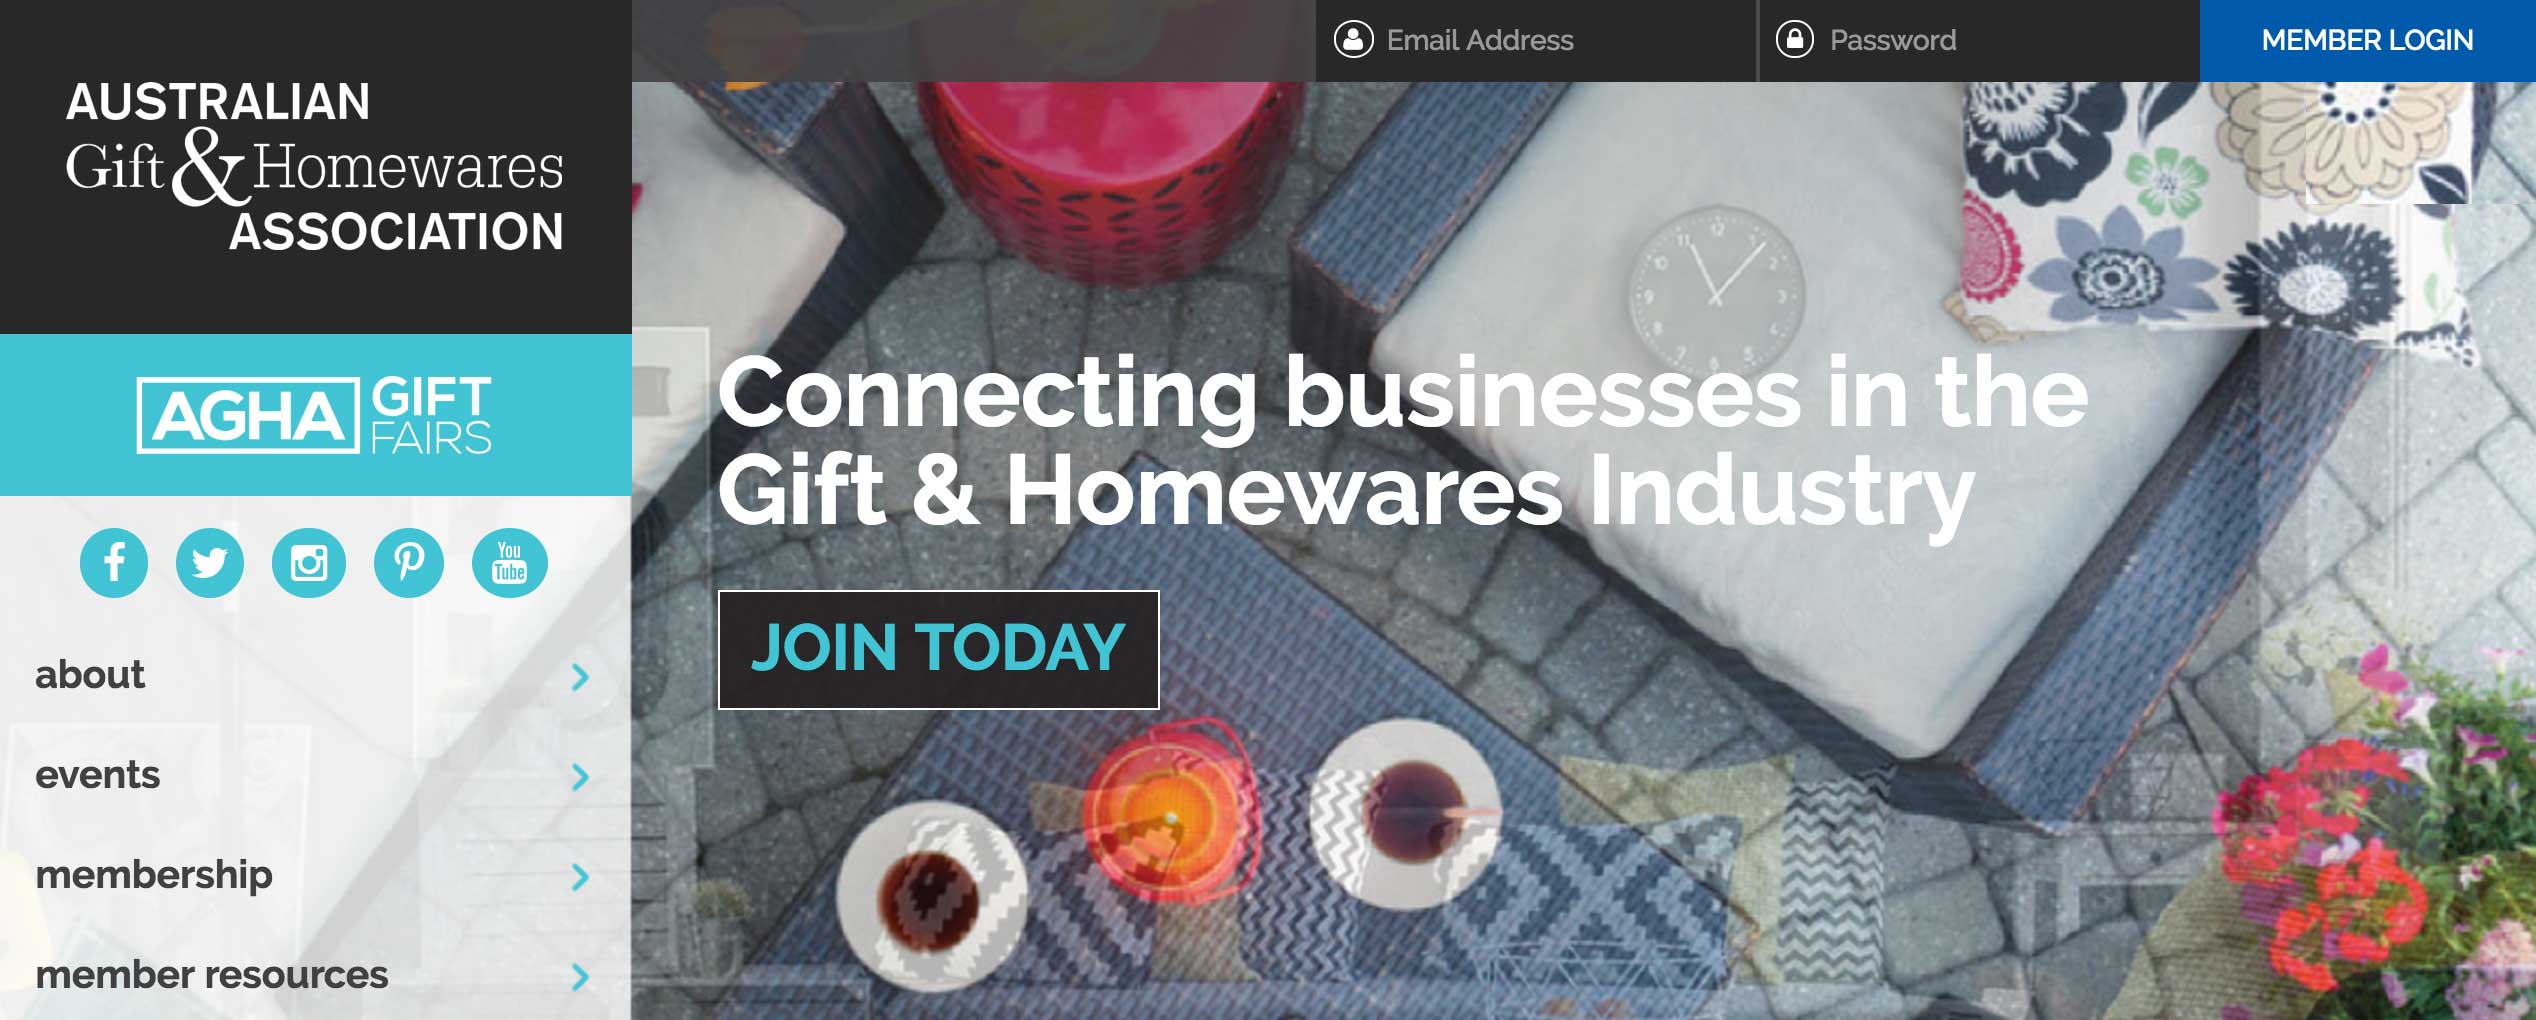 AUSTRALIAN
Gift & Homewares
ASSOCIATION
AGHA GIFT
FAIRS
f
You
Tube
about
events
membership
member resources
Email Address
Password
MEMBER LOGIN
Connecting businesses in the
Gift & Homewares Industry
JOIN TODAY